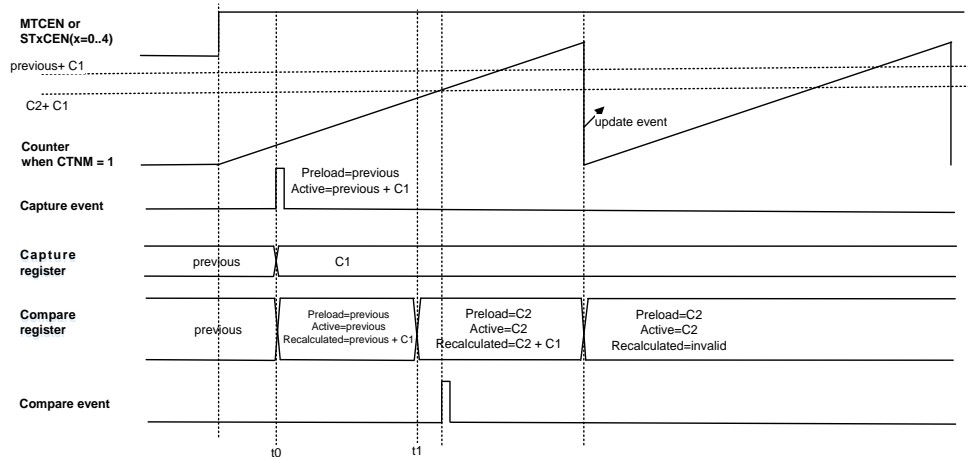 MTCEN or
STxCEN(x=0..4)
previous+ C1
C2+ C1
update event
Counter
when CTNM = 1
Preload=previous
Active=previous + C1
Capture event
Capture
register
previous
C1
Compare
register
previous
Preload=previous
Active=previous
Recalculated=previous + C1
Preload=C2
Active=C2
Recalculated=C2 + C1
Preload=C2
Active=C2
Recalculated=invalid
Compare event
t0
t1